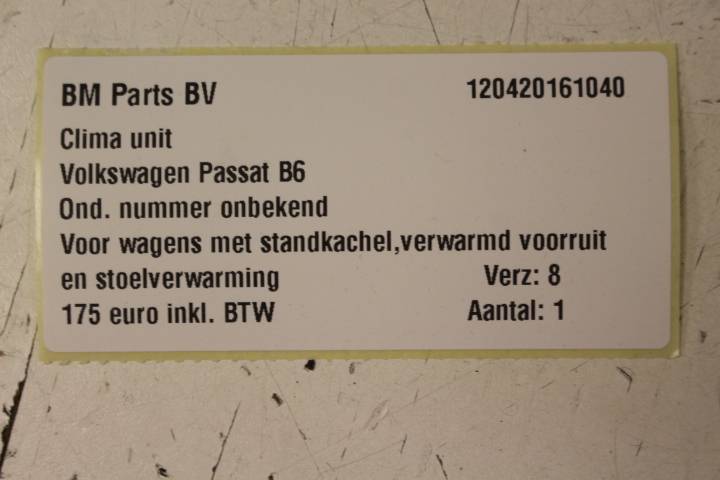 BM Parts BV 120420161040
Clima unit
Volkswagen Passat B6
Ond. nummer onbekend
Voor wagens met standkachel,verwarmd voorruit
en stoelverwarming Verz: 8
175 euro inkl. BTW Aantal: 1